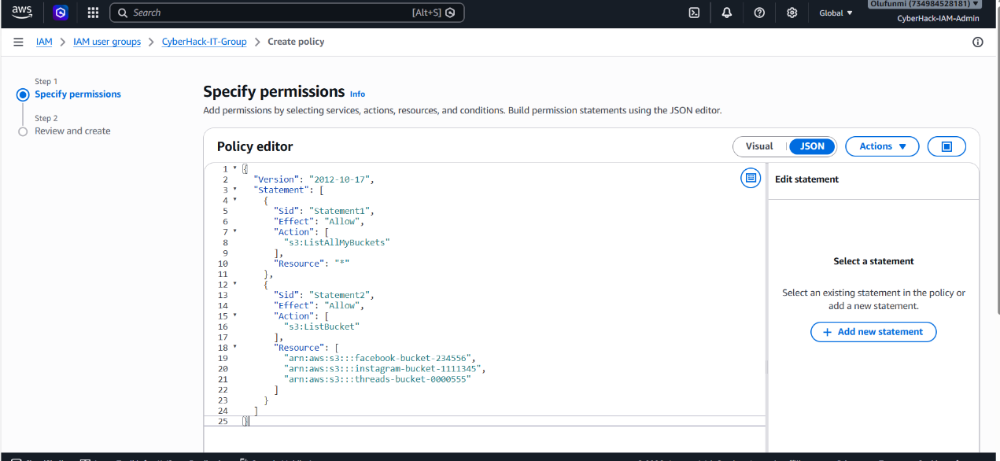 aws
Search [Alt+S]
Global
Olufunmi (734984528181)
CyberHack-IAM-Admin
IAM > IAM user groups > CyberHack-IT-Group > Create policy
Step 1
Specify permissions
Step 2
Review and create
Specify permissions Info
Add permissions by selecting services, actions, resources, and conditions. Build permission statements using the JSON editor.
Policy editor
Visual JSON Actions
1 {
2 "Version": "2012-10-17",
3 "Statement": [
4 {
5 "Sid": "Statement1",
6 "Effect": "Allow",
7 "Action": [
8 "s3:ListAllMyBuckets"
9 ],
10 "Resource": "*"
11 },
12 {
13 "Sid": "Statement2",
14 "Effect": "Allow",
15 "Action": [
16 "s3:ListBucket"
17 ],
18 "Resource": [
19 "arn:aws:s3:::facebook-bucket-234556",
20 "arn:aws:s3:::instagram-bucket-1111345",
21 "arn:aws:s3:::threads-bucket-0000555"
22 ]
23 }
24 ]
25 }
Edit statement
Select a statement
Select an existing statement in the policy or
add a new statement.
+ Add new statement